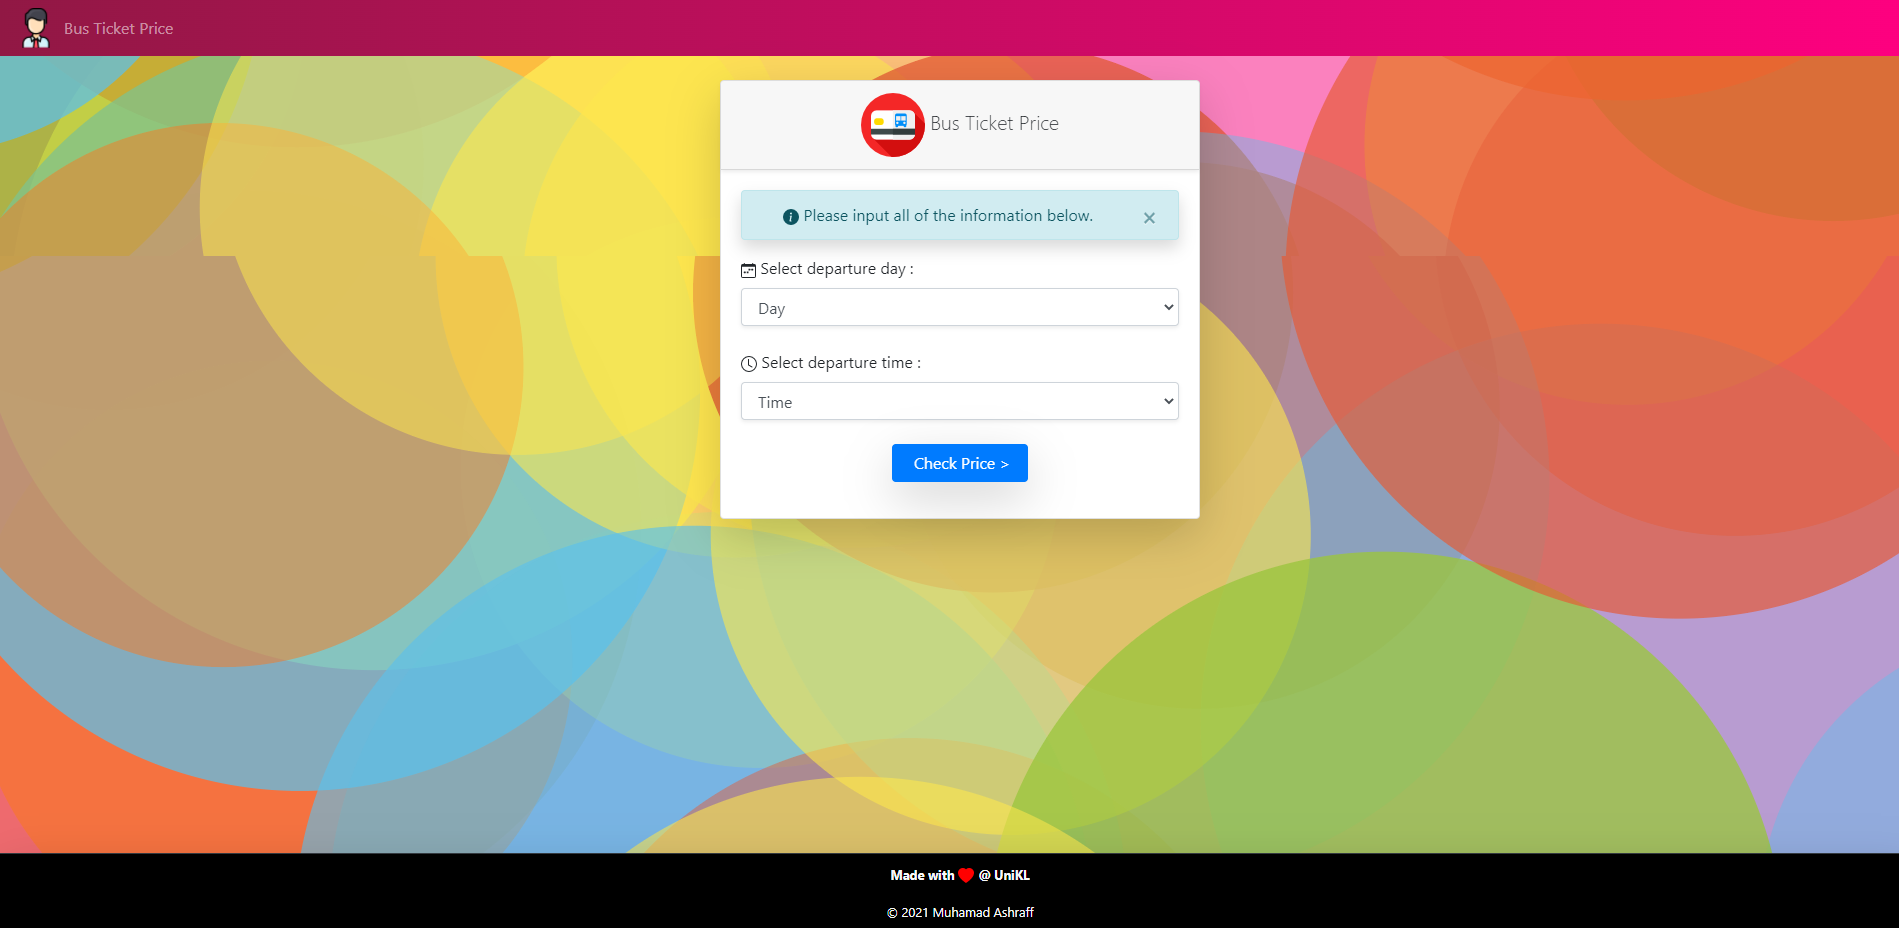 Bus Ticket Price
Bus Ticket Price
Please input all of the information below. ×
Select departure day :
Day
Select departure time :
Time
Check Price >
Made with ❤ @ UniKL
© 2021 Muhamad Ashraff